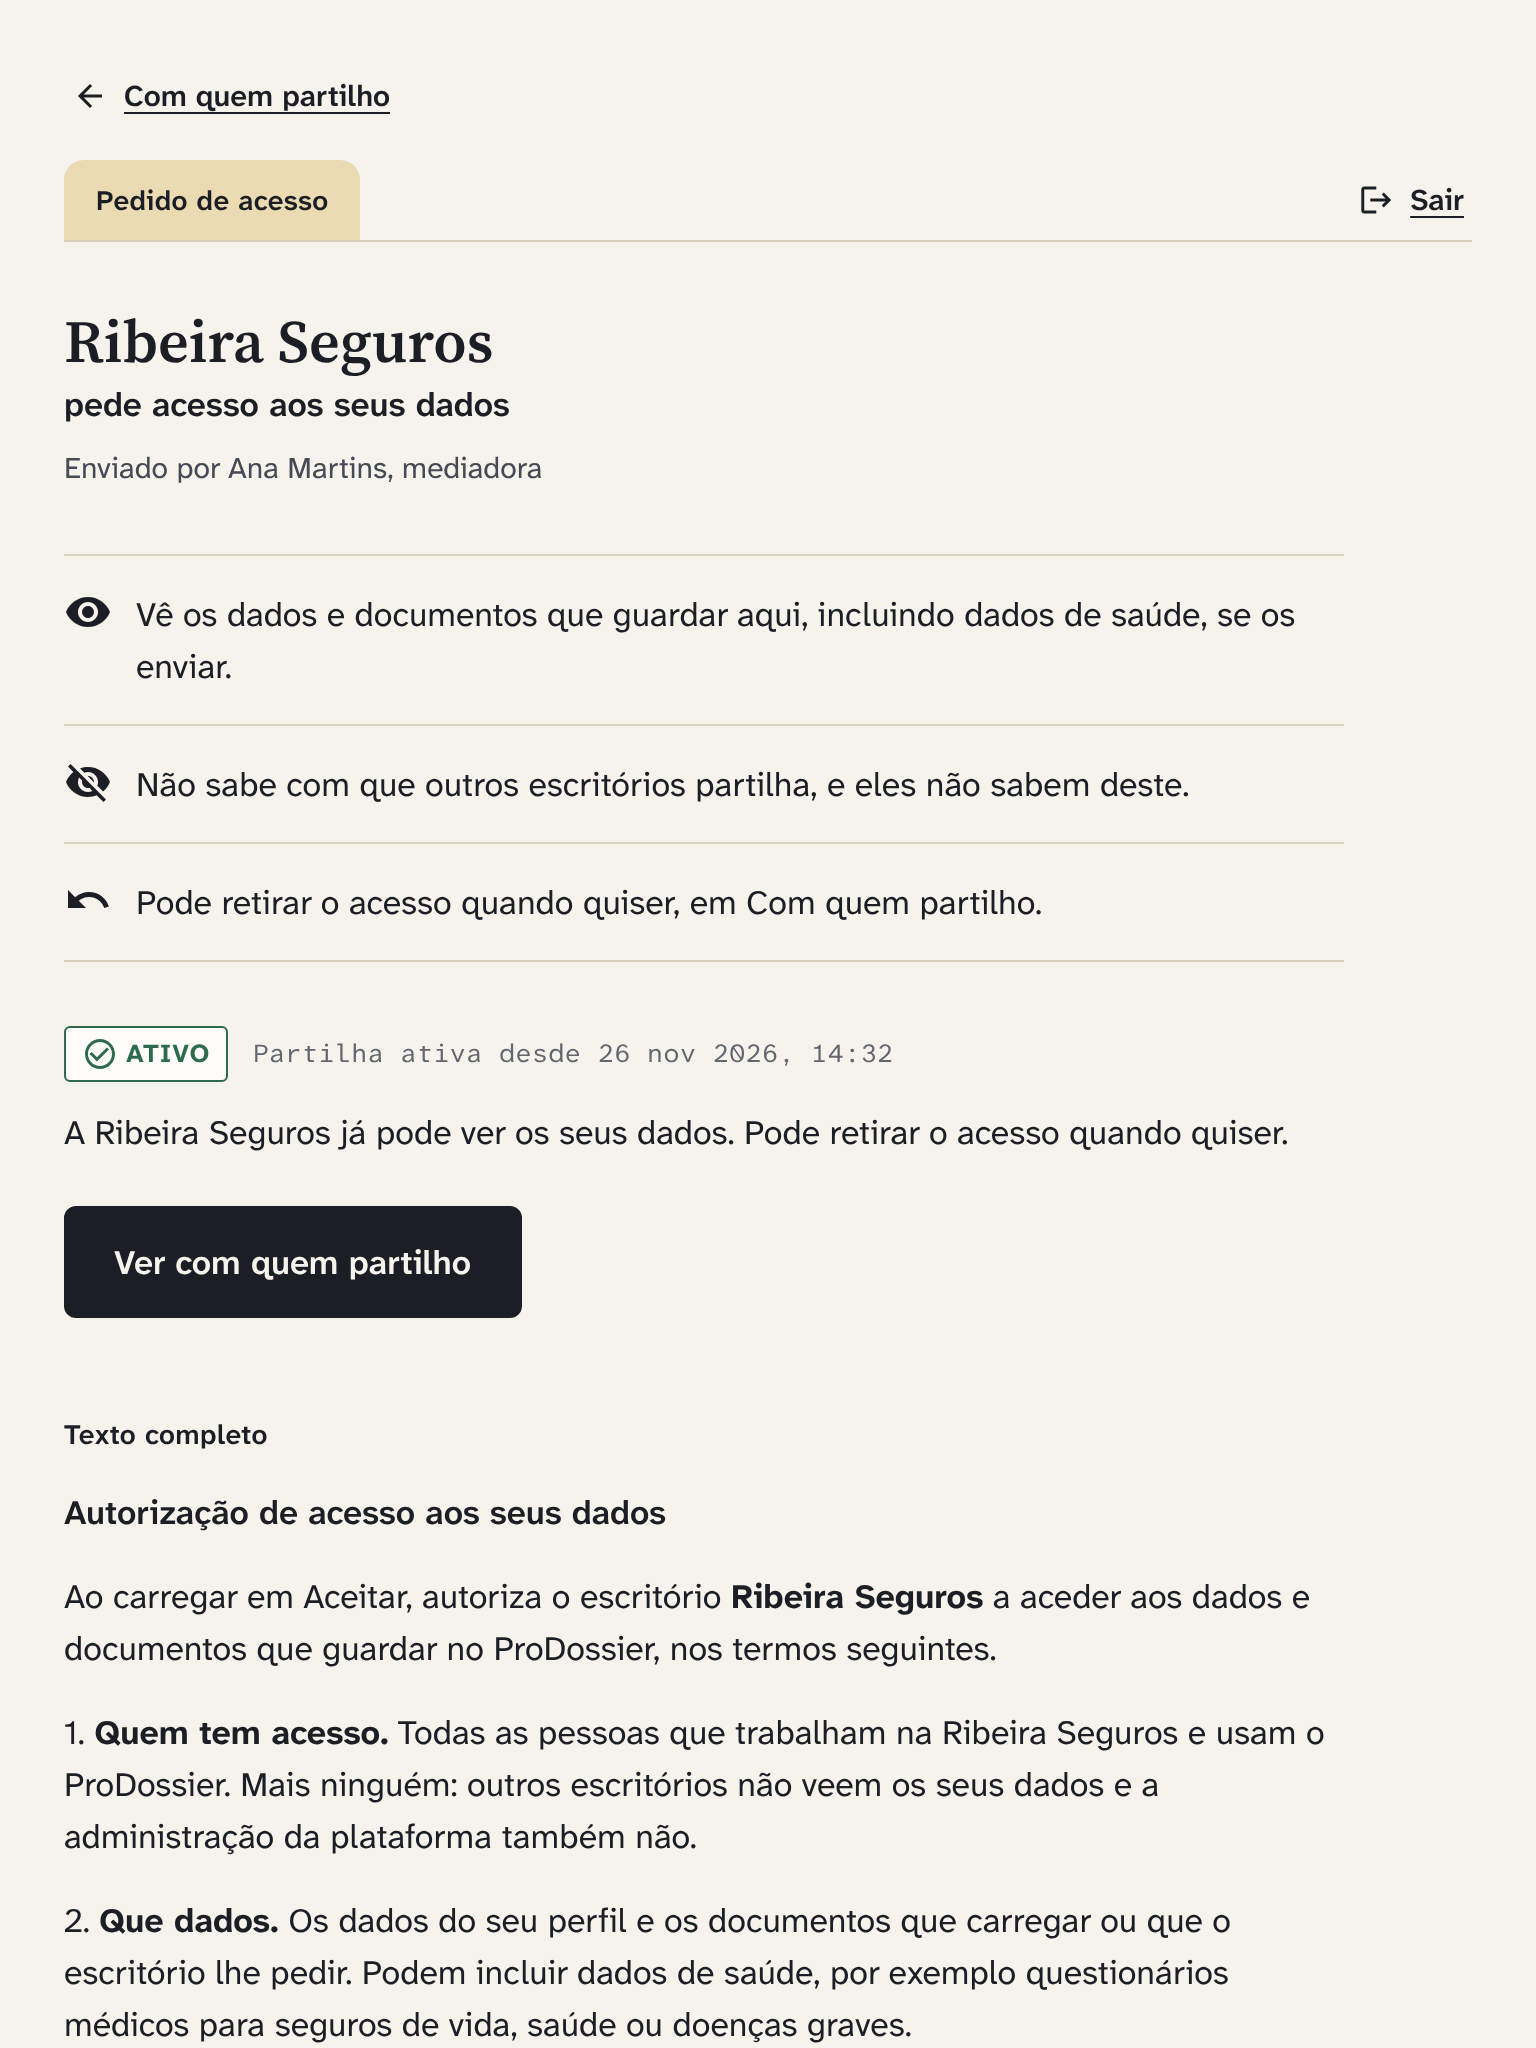 Com quem partilho
Pedido de acesso
Sair
Ribeira Seguros
pede acesso aos seus dados
Enviado por Ana Martins, mediadora
Vê os dados e documentos que guardar aqui, incluindo dados de saúde, se os
enviar.
Não sabe com que outros escritórios partilha, e eles não sabem deste.
Pode retirar o acesso quando quiser, em Com quem partilho.
ATIVO
Partilha ativa desde 26 nov 2026, 14:32
A Ribeira Seguros já pode ver os seus dados. Pode retirar o acesso quando quiser.
Ver com quem partilho
Texto completo
Autorização de acesso aos seus dados
Ao carregar em Aceitar, autoriza o escritório Ribeira Seguros a aceder aos dados e
documentos que guardar no ProDossier, nos termos seguintes.
1. Quem tem acesso. Todas as pessoas que trabalham na Ribeira Seguros e usam o
ProDossier. Mais ninguém: outros escritórios não veem os seus dados e a
administração da plataforma também não.
2. Que dados. Os dados do seu perfil e os documentos que carregar ou que o
escritório lhe pedir. Podem incluir dados de saúde, por exemplo questionários
médicos para seguros de vida, saúde ou doenças graves.